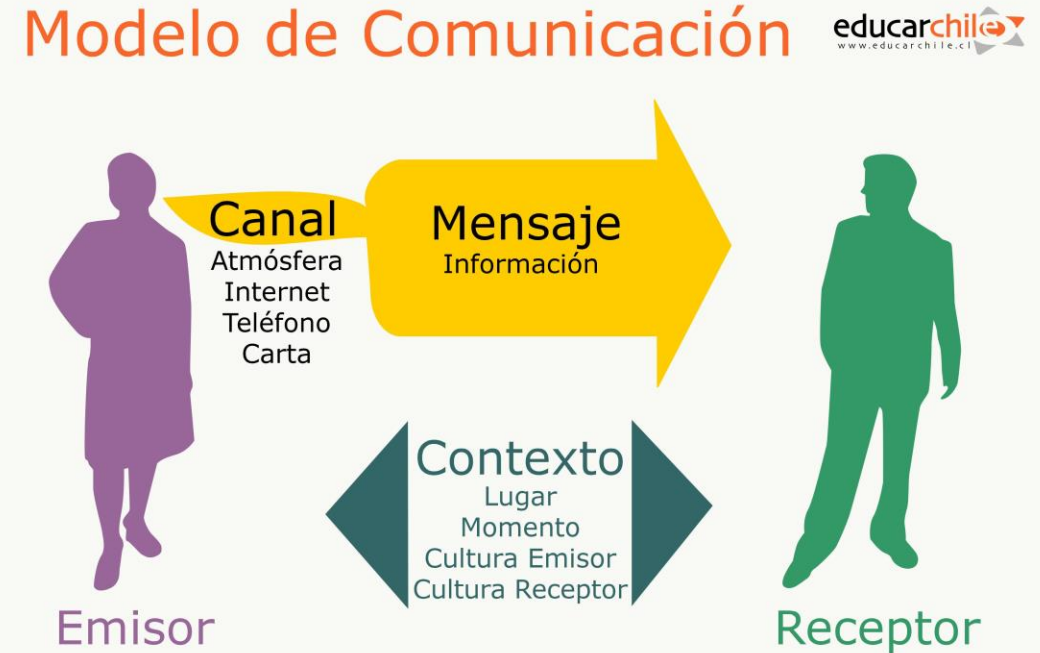 Modelo de Comunicación
educarchile
www.educarchile.cl
Canal
Atmósfera
Internet
Teléfono
Carta
Mensaje
Información
Contexto
Lugar
Momento
Cultura Emisor
Cultura Receptor
Emisor
Receptor